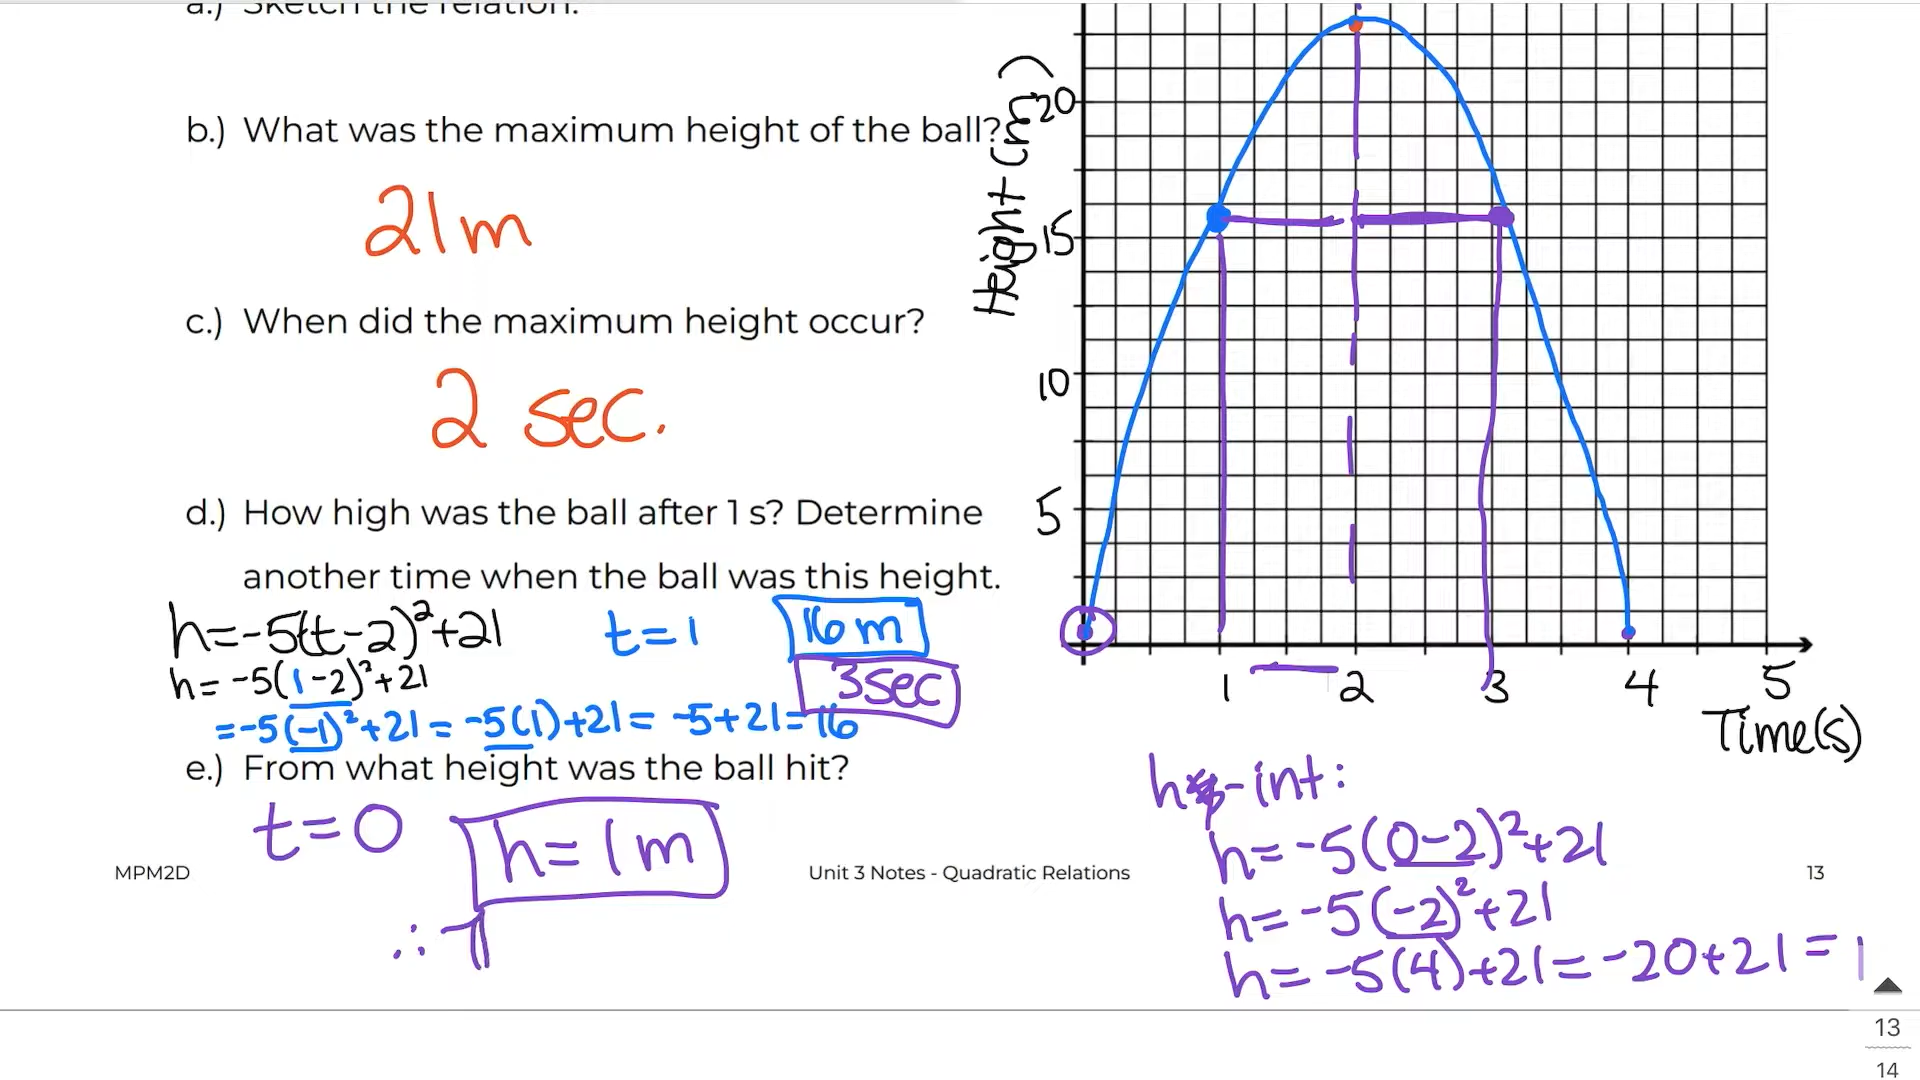 a.) Sketch the relation.
b.) What was the maximum height of the ball?
21m
c.) When did the maximum height occur?
2 sec.
d.) How high was the ball after 1 s? Determine
another time when the ball was this height.
h=-5(t-2)²+21
t=1
16m
h=-5(1-2)²+21
3sec
=-5(-1)²+21=-5(1)+21=-5+21=16
e.) From what height was the ball hit?
t=0
h=1m
∴ T
MPM2D
Unit 3 Notes - Quadratic Relations
13
Height (m)
20
15
10
5
1 2 3 4 5
Time(s)
h-int:
h=-5(0-2)²+21
h=-5(-2)²+21
h=-5(4)+21=-20+21=1
13
14